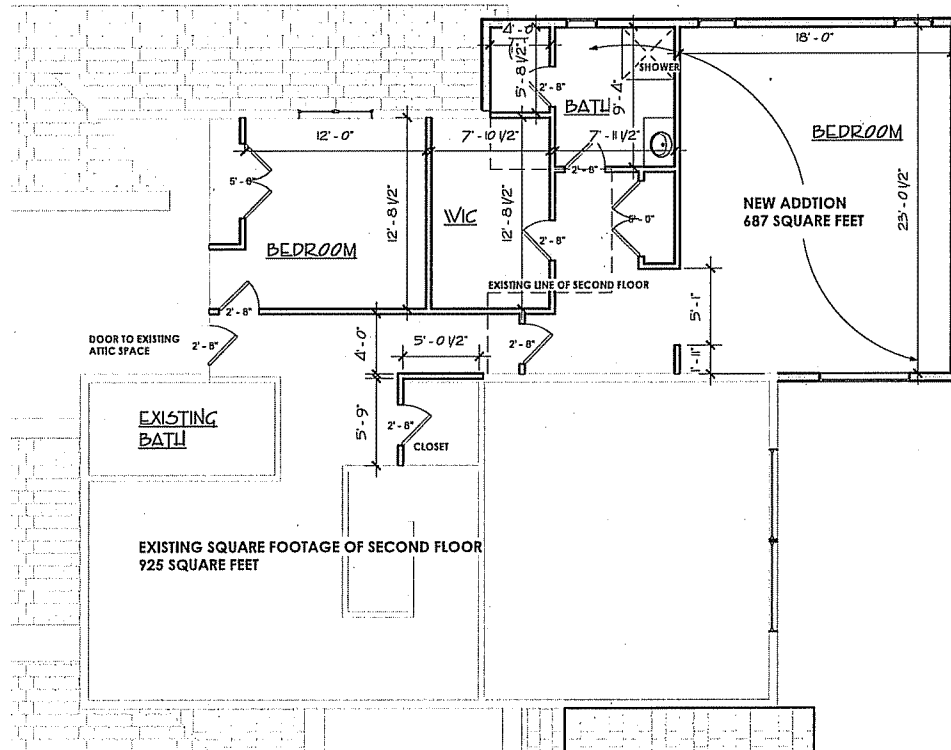 4'-0"
18'-0"
5'-8 1/2"
SHOWER
2'-8"
BATH
9'-4"
12'-0"
7'-10 1/2"
7'-11 1/2"
BEDROOM
2'-8"
NEW ADDTION
687 SQUARE FEET
23'-0 1/2"
12'-8 1/2"
WIC
12'-8 1/2"
BEDROOM
2'-8"
EXISTING LINE OF SECOND FLOOR
2'-8"
5'-1"
DOOR TO EXISTING
ATTIC SPACE
2'-8"
4'-0"
5'-0 1/2"
2'-8"
1'-11"
EXISTING
BATH
5'-9"
2'-8"
CLOSET
EXISTING SQUARE FOOTAGE OF SECOND FLOOR
925 SQUARE FEET